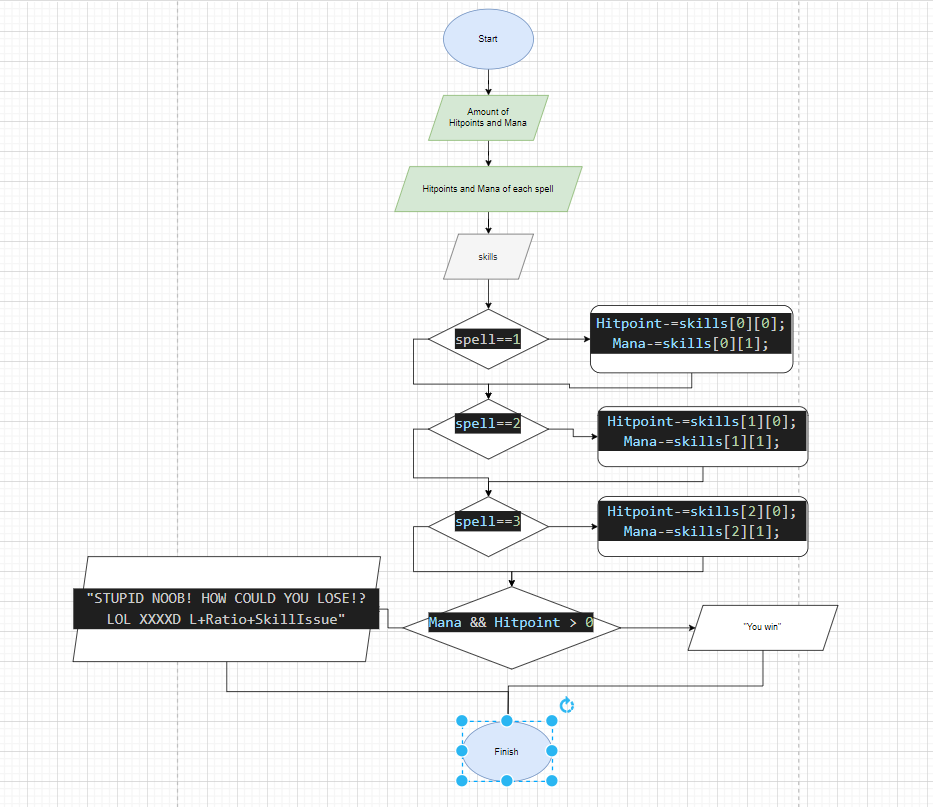 Start
Amount of
Hitpoints and Mana
Hitpoints and Mana of each spell
skills
spell==1
Hitpoint-=skills[0][0];
Mana-=skills[0][1];
spell==2
Hitpoint-=skills[1][0];
Mana-=skills[1][1];
spell==3
Hitpoint-=skills[2][0];
Mana-=skills[2][1];
"STUPID NOOB! HOW COULD YOU LOSE!?
LOL XXXXD L+Ratio+SkillIssue"
Mana && Hitpoint > 0
"You win"
Finish